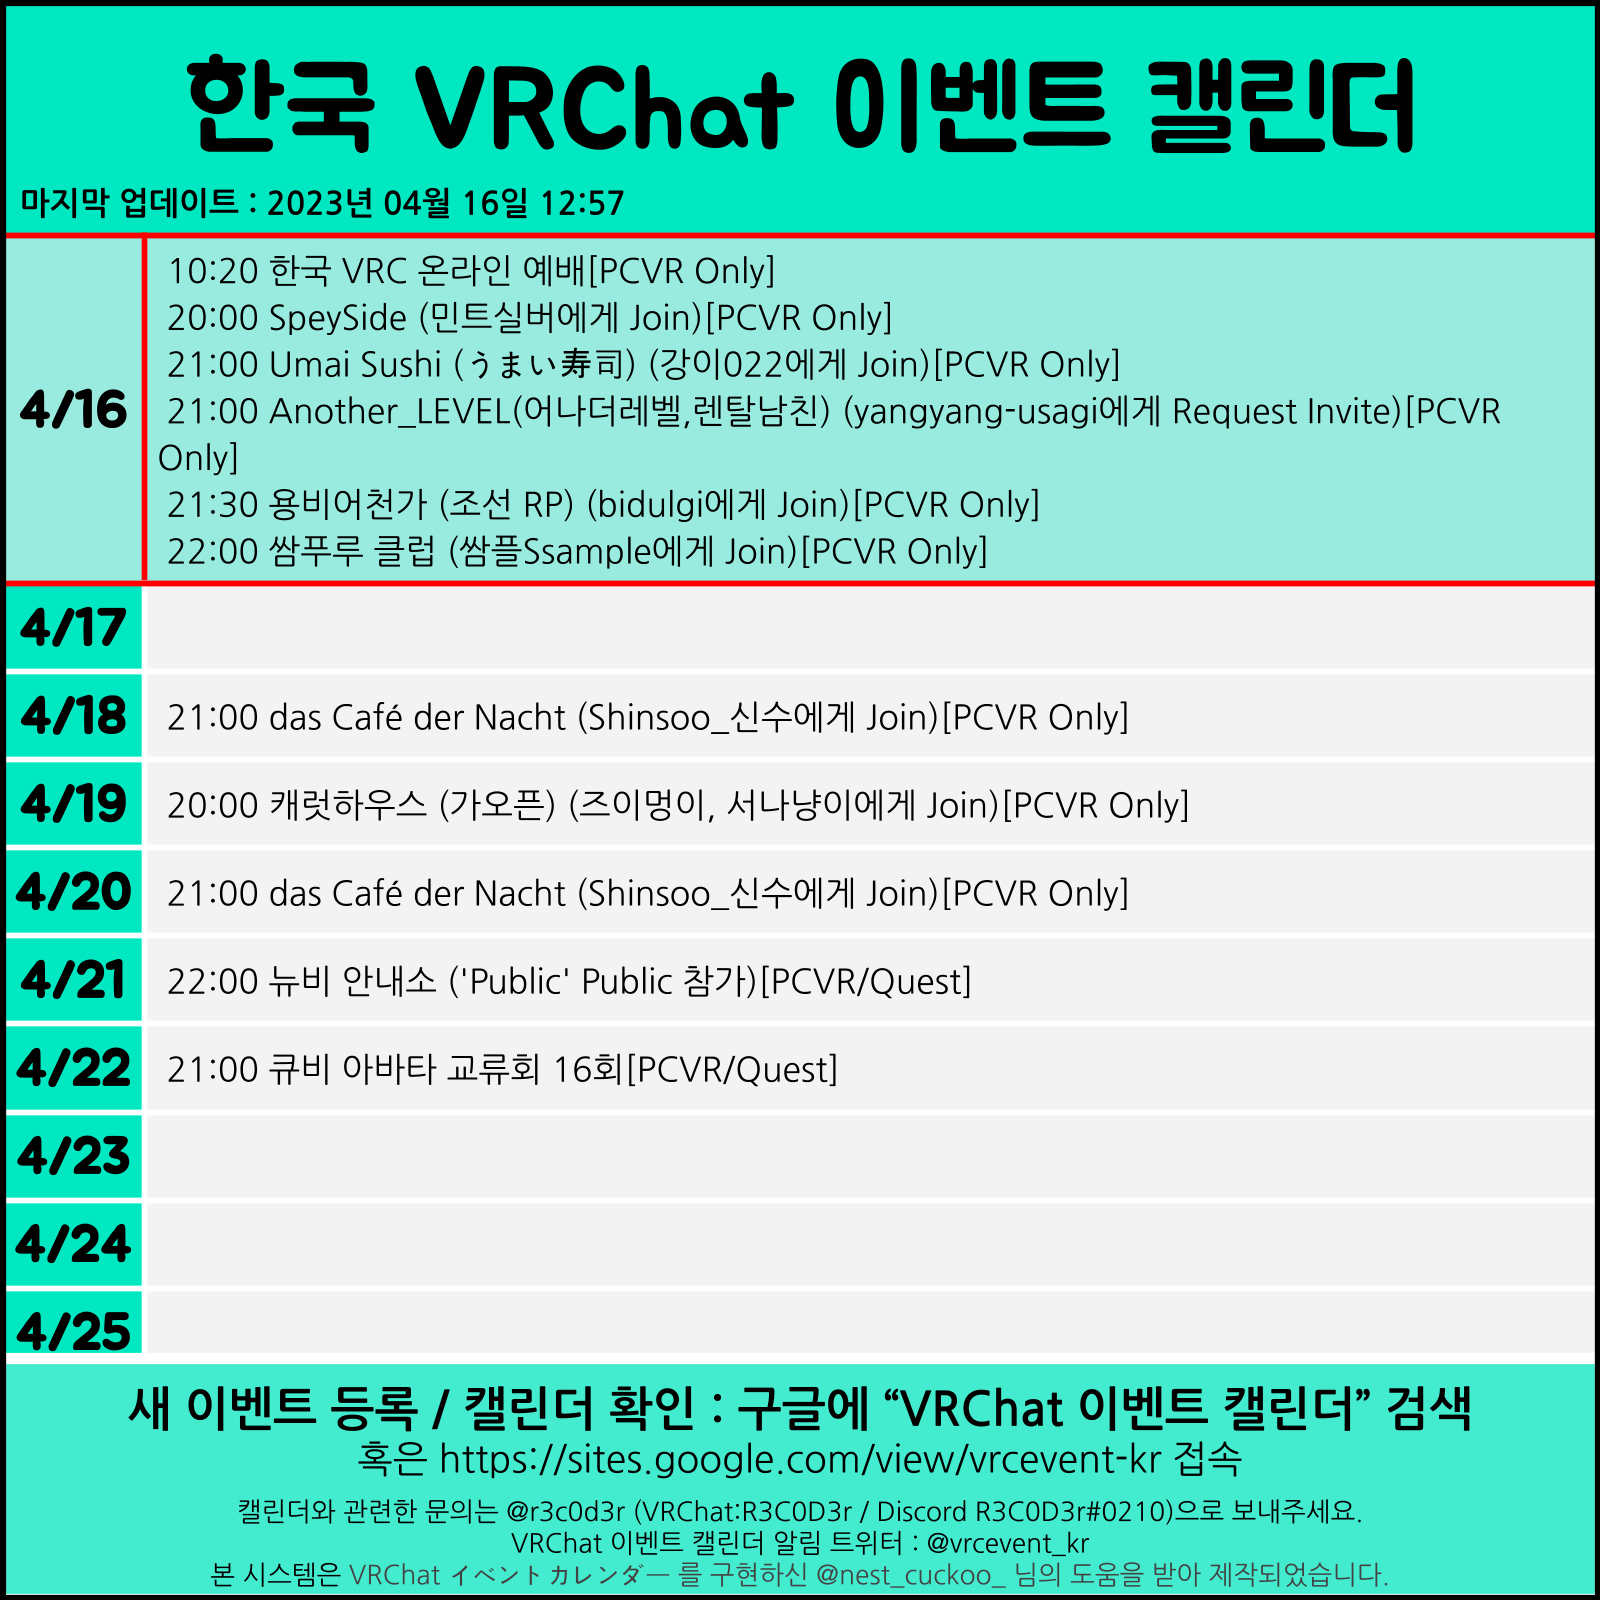 한국 VRChat 이벤트 캘린더
마지막 업데이트 : 2023년 04월 16일 12:57
4/16
10:20 한국 VRC 온라인 예배[PCVR Only]
20:00 SpeySide (민트실버에게 Join)[PCVR Only]
21:00 Umai Sushi (うまい寿司) (강이022에게 Join)[PCVR Only]
21:00 Another_LEVEL(어나더레벨,렌탈남친) (yangyang-usagi에게 Request Invite)[PCVR
Only]
21:30 용비어천가 (조선 RP) (bidulgi에게 Join)[PCVR Only]
22:00 쌈푸루 클럽 (쌈플Ssample에게 Join)[PCVR Only]
4/17
4/18
21:00 das Café der Nacht (Shinsoo_신수에게 Join)[PCVR Only]
4/19
20:00 캐럿하우스 (가오픈) (즈이멍이, 서나냥이에게 Join)[PCVR Only]
4/20
21:00 das Café der Nacht (Shinsoo_신수에게 Join)[PCVR Only]
4/21
22:00 뉴비 안내소 ('Public' Public 참가)[PCVR/Quest]
4/22
21:00 큐비 아바타 교류회 16회[PCVR/Quest]
4/23
4/24
4/25
새 이벤트 등록 / 캘린더 확인 : 구글에 “VRChat 이벤트 캘린더” 검색
혹은 https://sites.google.com/view/vrcevent-kr 접속
캘린더와 관련한 문의는 @r3c0d3r (VRChat:R3C0D3r / Discord R3C0D3r#0210)으로 보내주세요.
VRChat 이벤트 캘린더 알림 트위터 : @vrcevent_kr
본 시스템은 VRChat イベントカレンダー 를 구현하신 @nest_cuckoo_ 님의 도움을 받아 제작되었습니다.